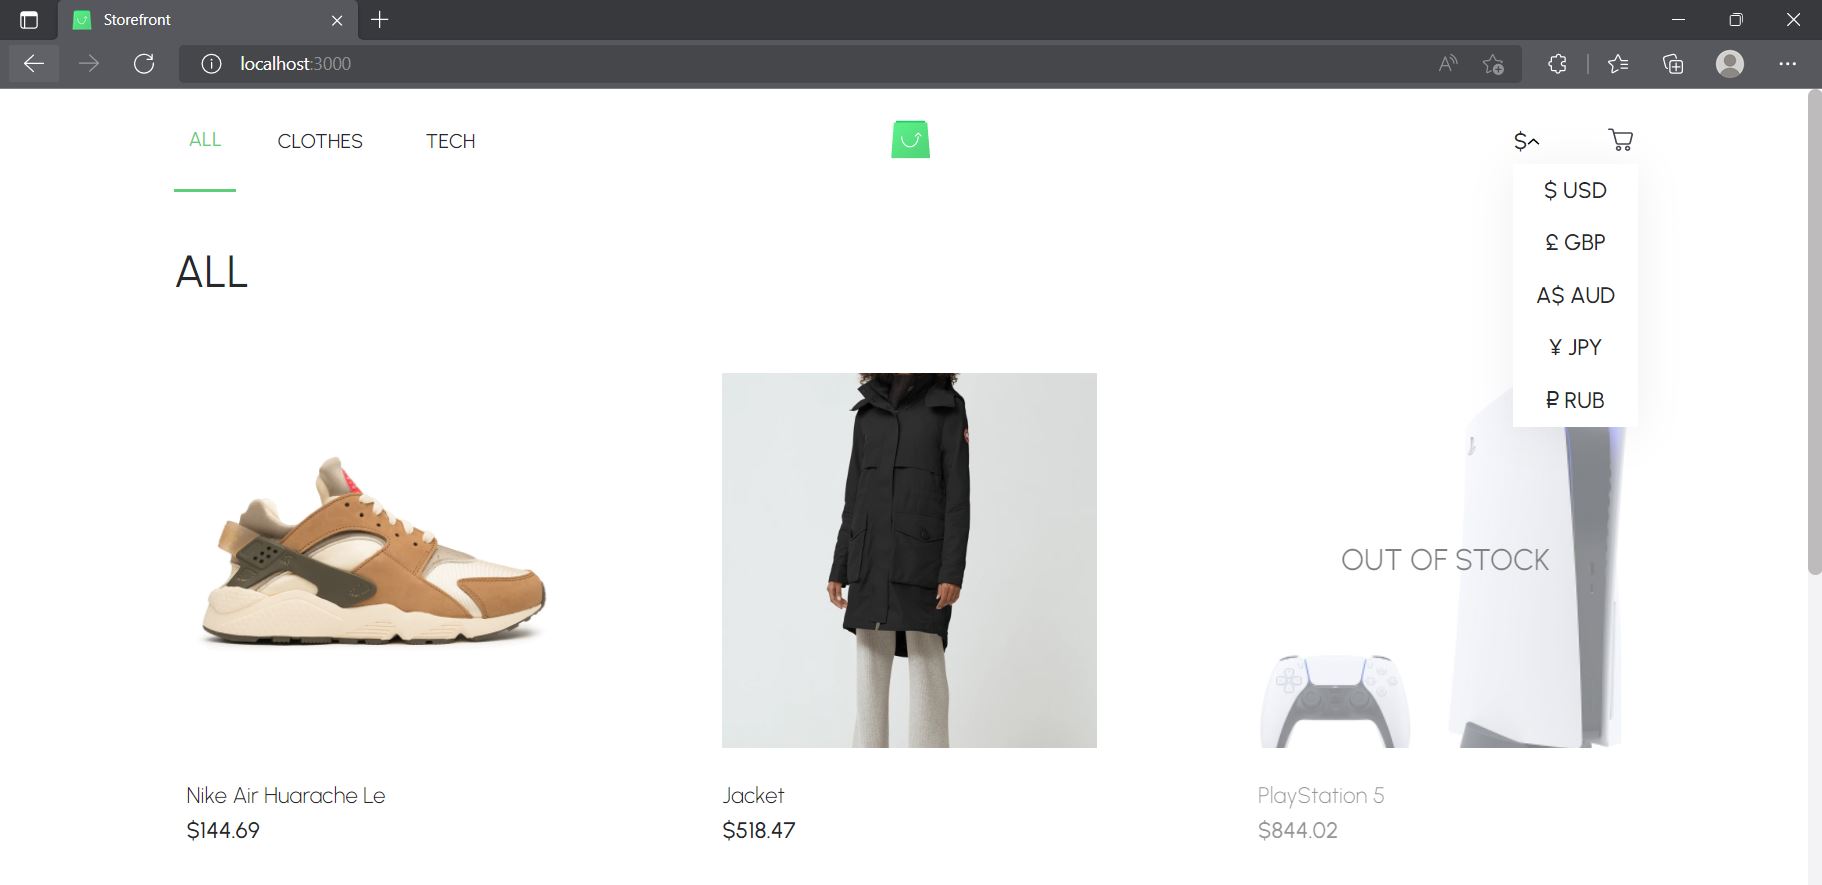 Storefront
localhost:3000
ALL
CLOTHES
TECH
$
$ USD
£ GBP
A$ AUD
¥ JPY
₽ RUB
ALL
OUT OF STOCK
Nike Air Huarache Le
$144.69
Jacket
$518.47
PlayStation 5
$844.02